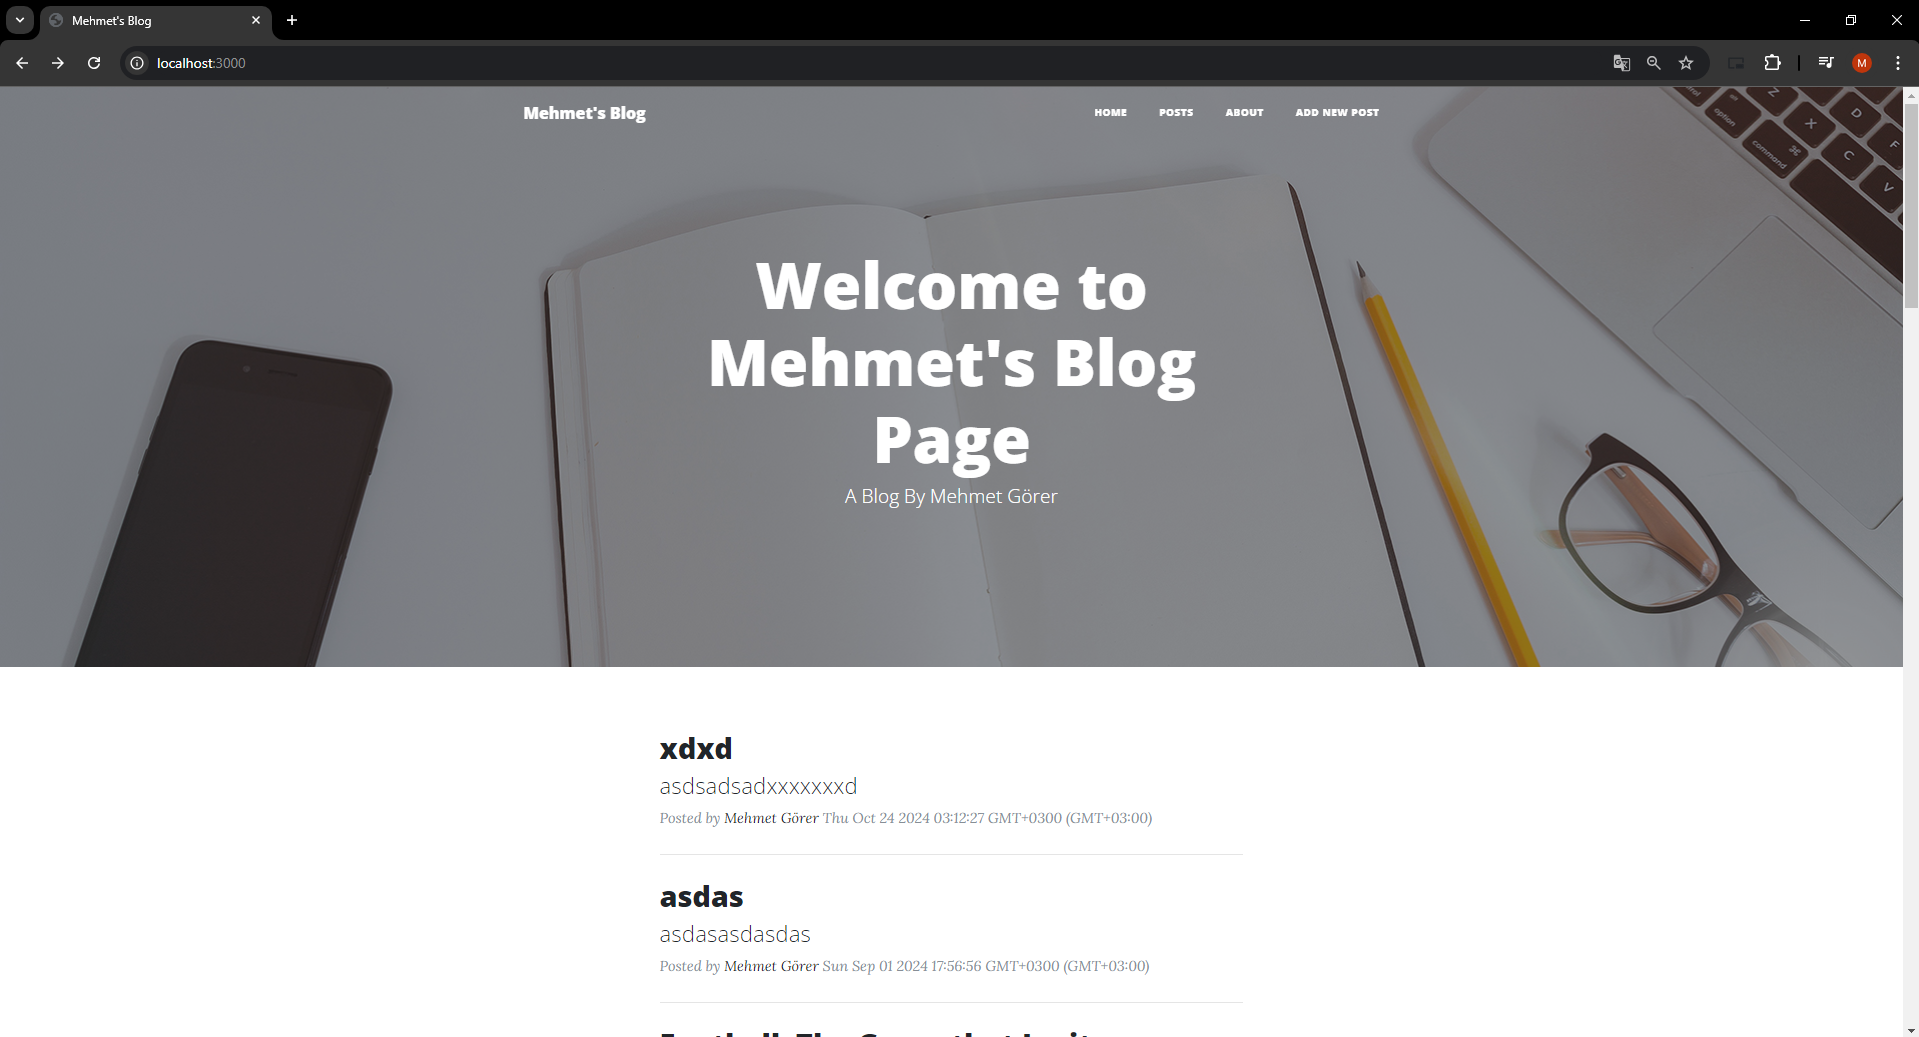 Mehmet's Blog
localhost:3000
M
Mehmet's Blog
HOME POSTS ABOUT ADD NEW POST
Z
D
option
X
F
command
⌘
C
V
Welcome to
Mehmet's Blog
Page
A Blog By Mehmet Görer
xdxd
asdsadsadxxxxxxxd
Posted by Mehmet Görer Thu Oct 24 2024 03:12:27 GMT+0300 (GMT+03:00)
asdas
asdasasdasdas
Posted by Mehmet Görer Sun Sep 01 2024 17:56:56 GMT+0300 (GMT+03:00)